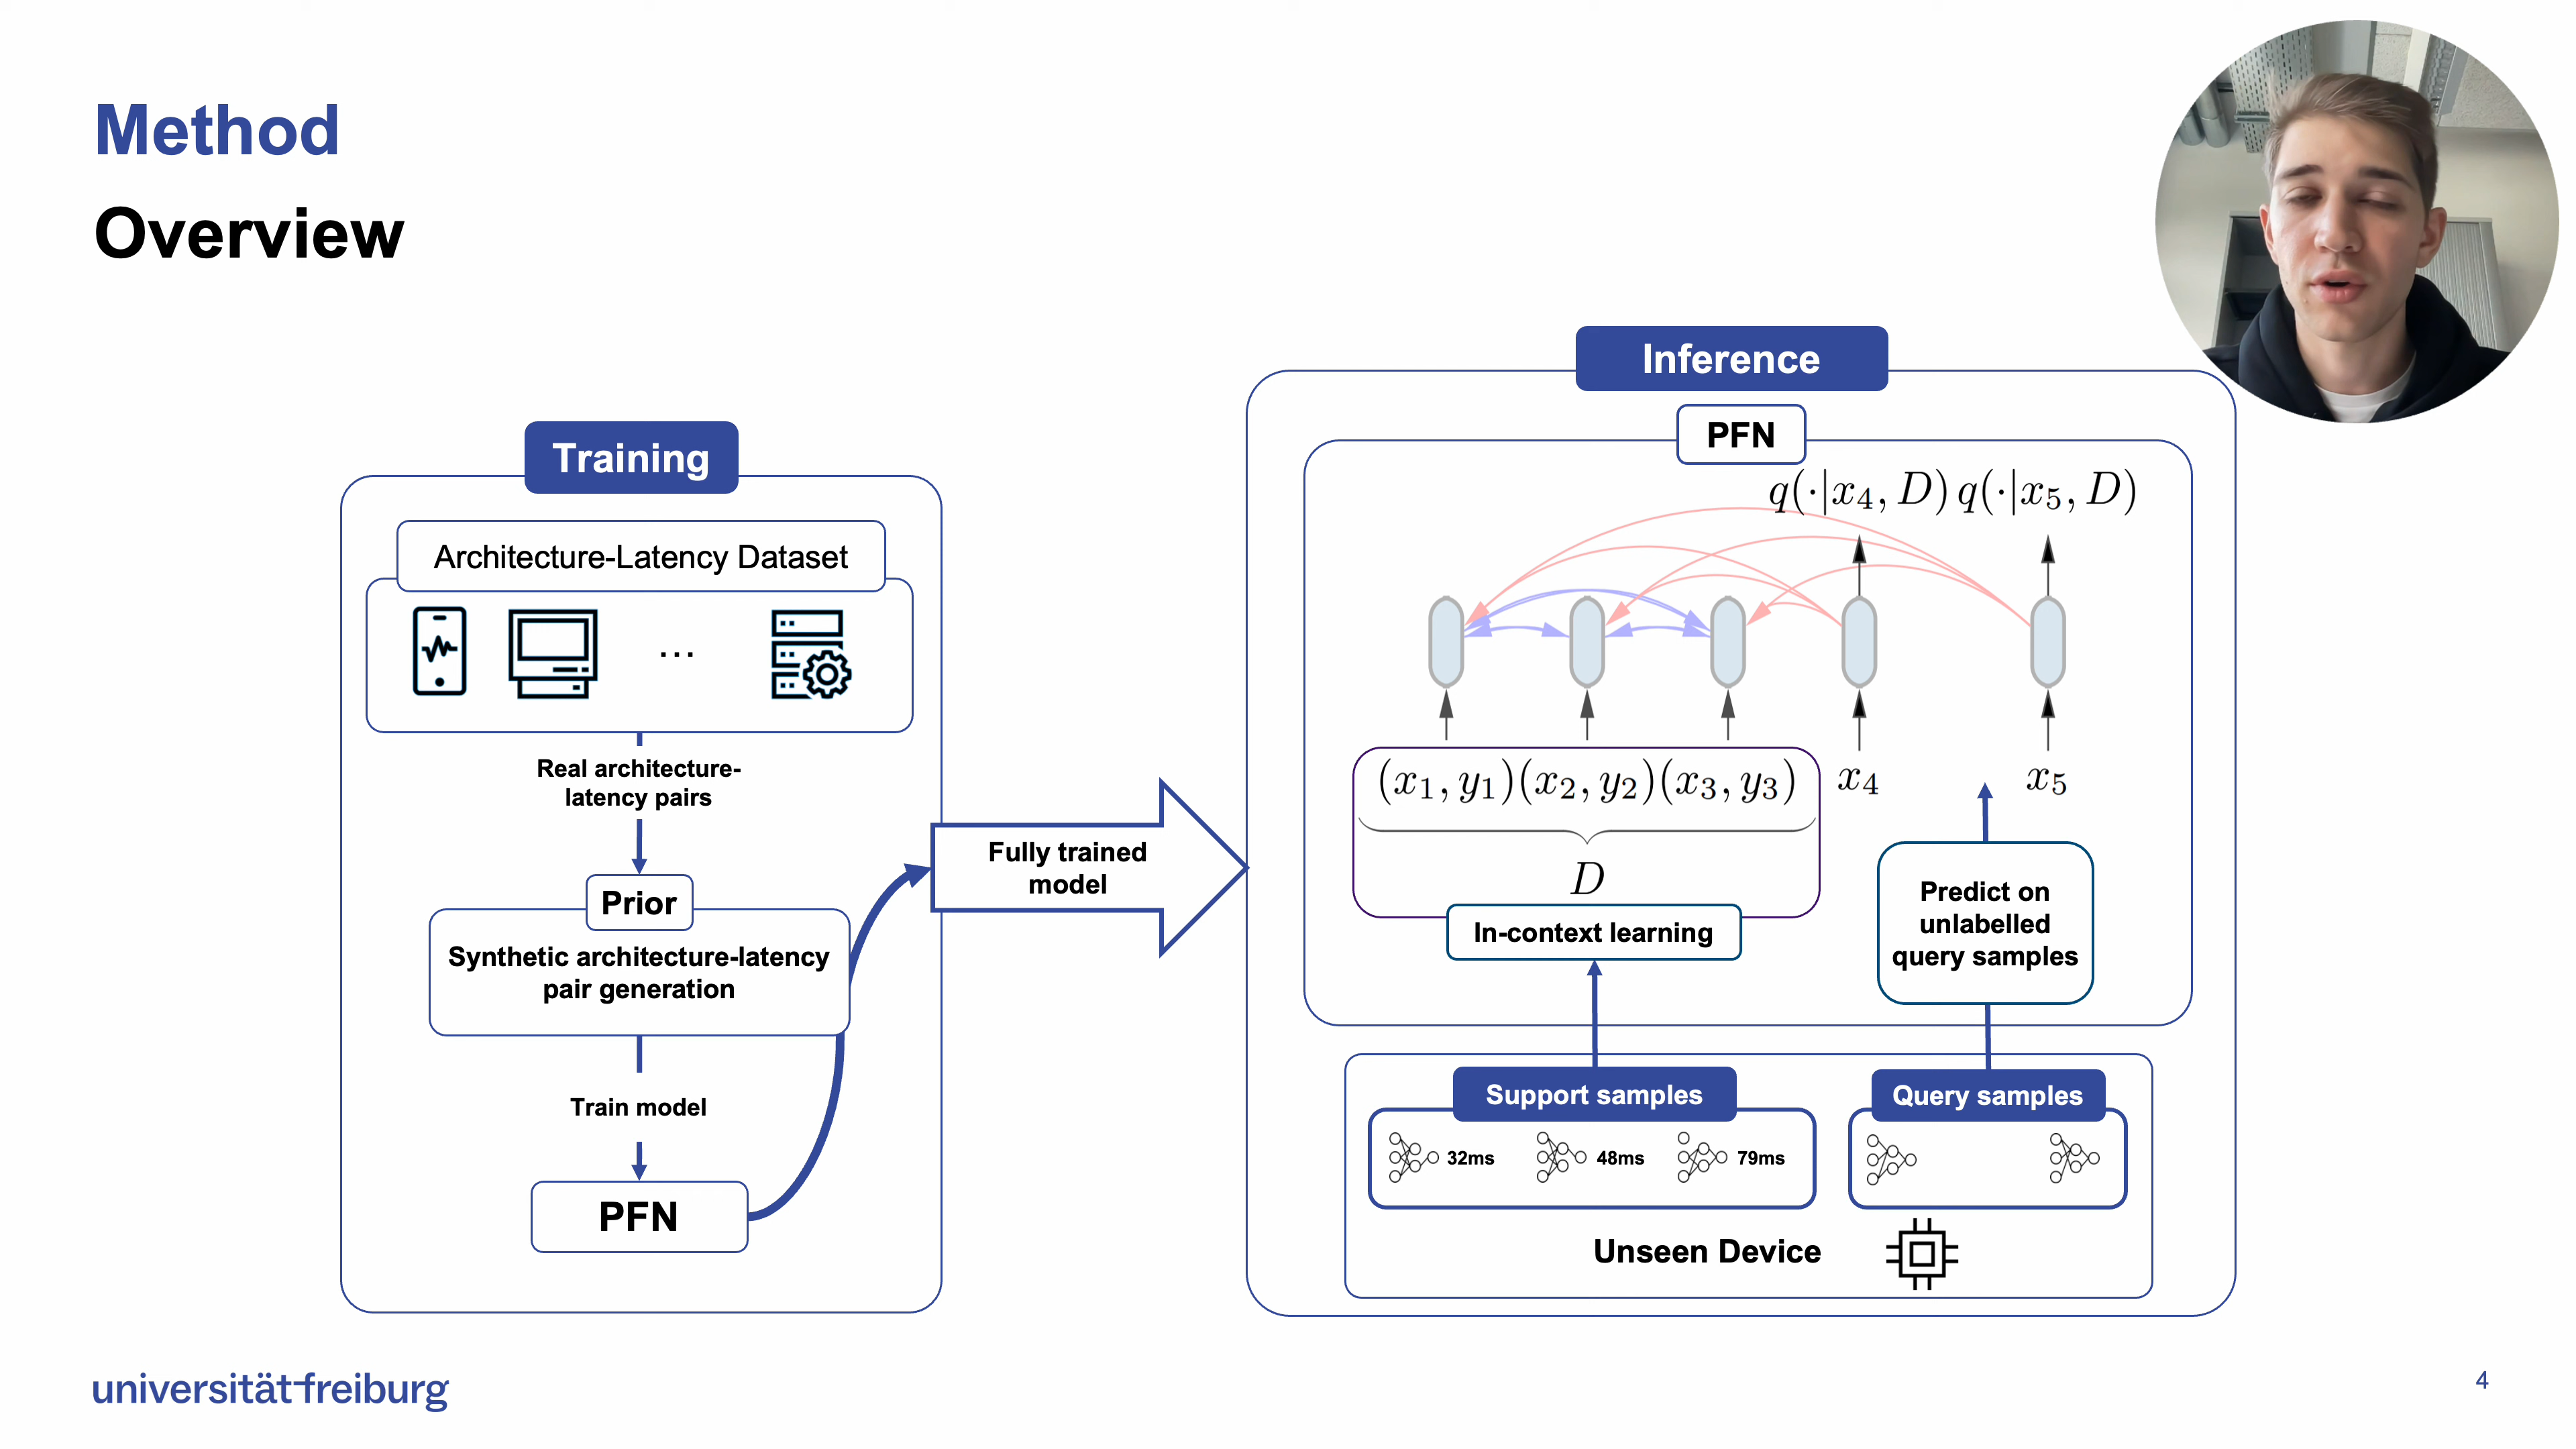 Method
Overview
Training
Architecture-Latency Dataset
...
Real architecture-
latency pairs
Prior
Synthetic architecture-latency
pair generation
Train model
PFN
Fully trained
model
Inference
PFN
q(·|x₄, D) q(·|x₅, D)
(x₁, y₁)(x₂, y₂)(x₃, y₃) x₄ x₅
D
In-context learning
Predict on
unlabelled
query samples
Support samples
32ms 48ms 79ms
Query samples
Unseen Device
universität freiburg
4